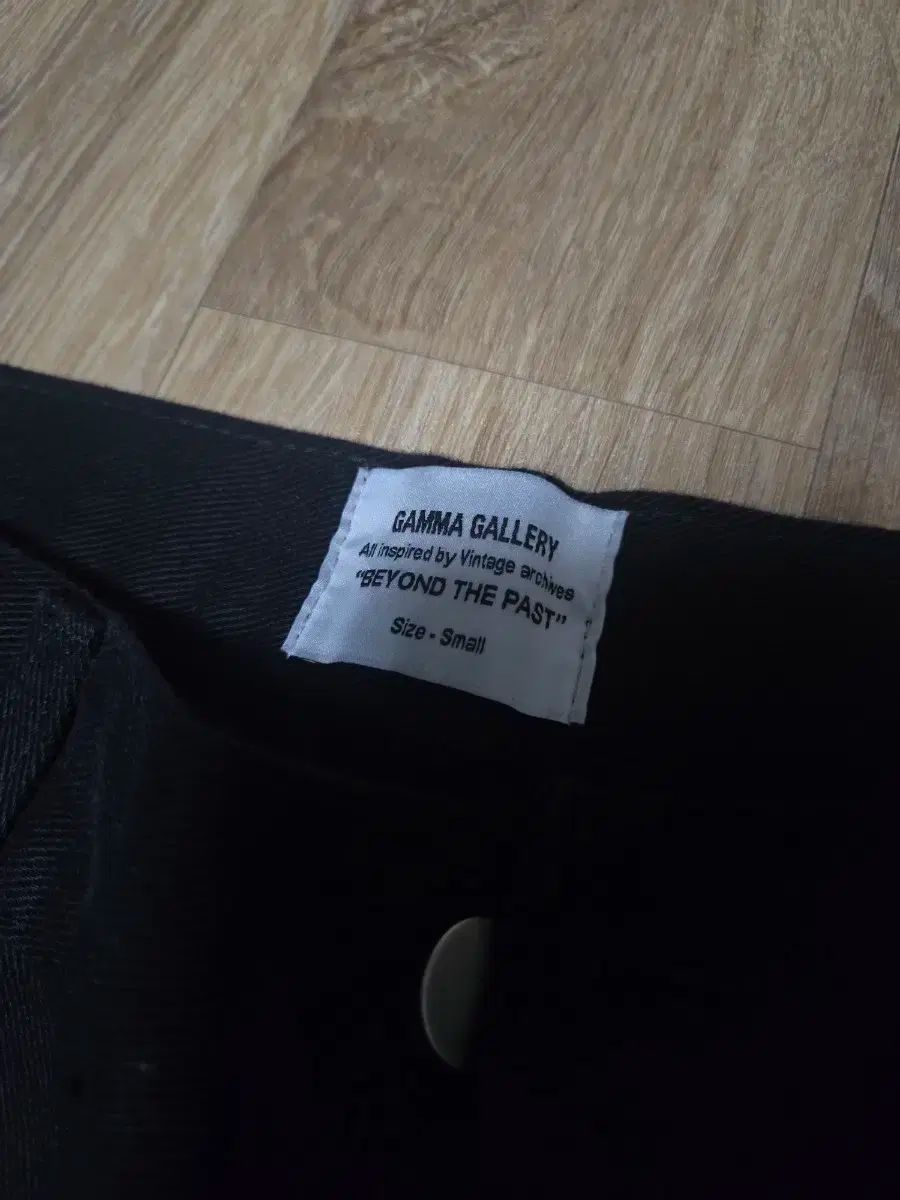 GAMMA GALLERY
All inspired by Vintage archives
"BEYOND THE PAST"
Size - Small